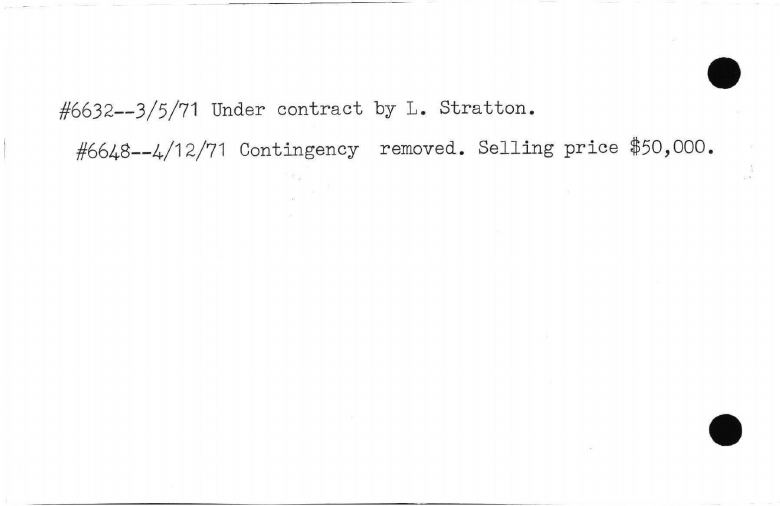 #6632--3/5/71 Under contract by L. Stratton.
#6648--4/12/71 Contingency removed. Selling price $50,000.